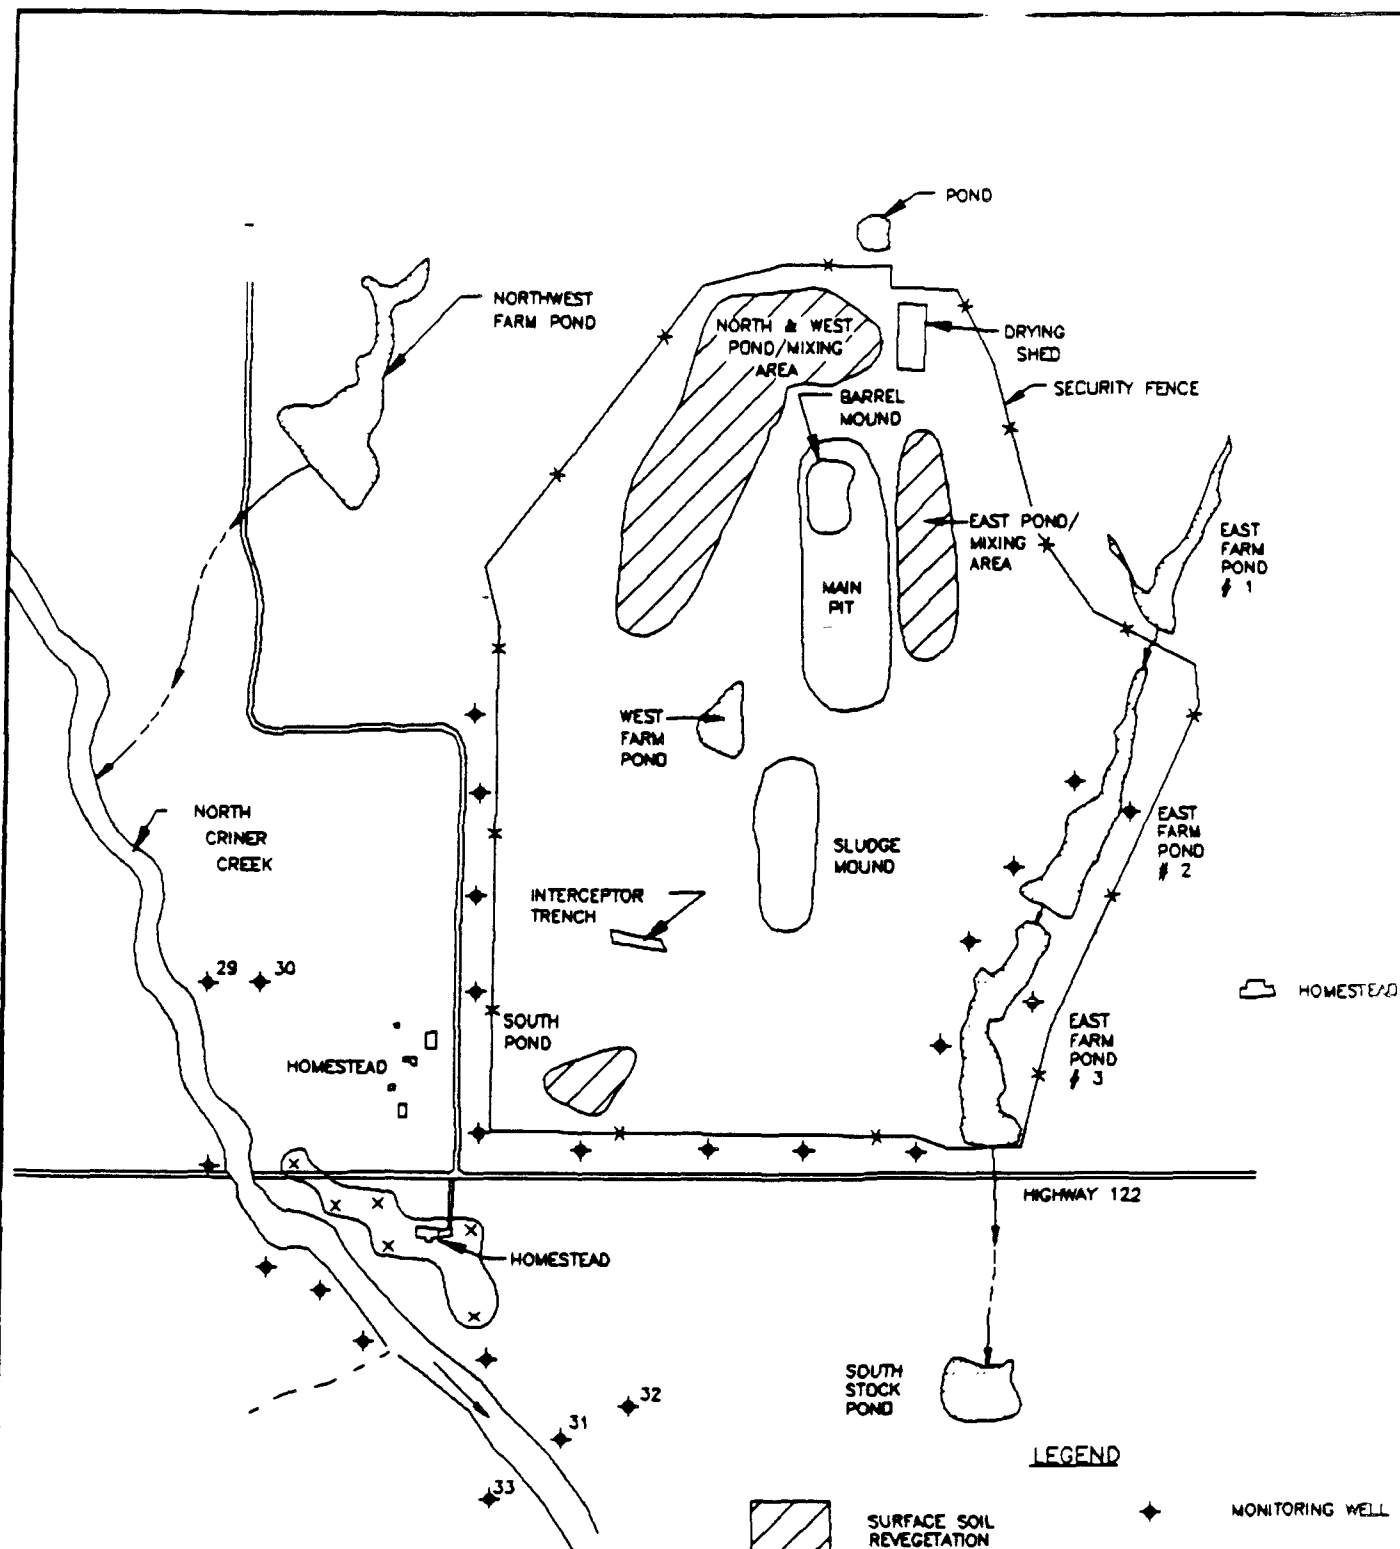 POND
NORTHWEST
FARM POND
NORTH & WEST
POND/MIXING
AREA
DRYING
SHED
SECURITY FENCE
BARREL
MOUND
EAST POND/
MIXING
AREA
EAST
FARM
POND
# 1
MAIN
PIT
WEST
FARM
POND
NORTH
CRINER
CREEK
SLUDGE
MOUND
EAST
FARM
POND
# 2
INTERCEPTOR
TRENCH
29
30
HOMESTEAD
SOUTH
POND
EAST
FARM
POND
# 3
HOMESTEAD
HIGHWAY 122
HOMESTEAD
SOUTH
STOCK
POND
32
31
33
LEGEND
SURFACE SOIL
REVEGETATION
MONITORING WELL